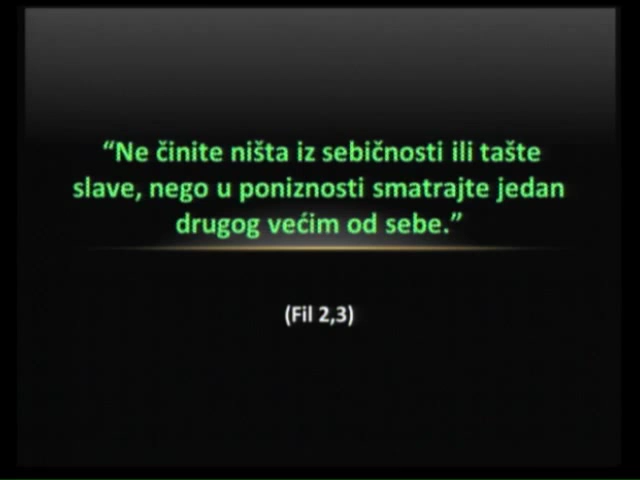 “Ne činite ništa iz sebičnosti ili tašte
slave, nego u poniznosti smatrajte jedan
drugog većim od sebe.”
(Fil 2,3)